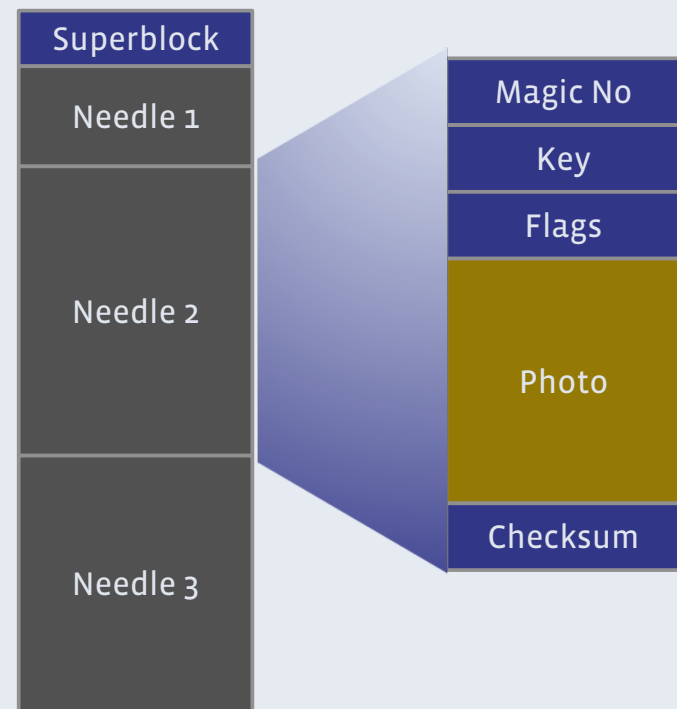 Superblock
Needle 1
Needle 2
Needle 3
Magic No
Key
Flags
Photo
Checksum